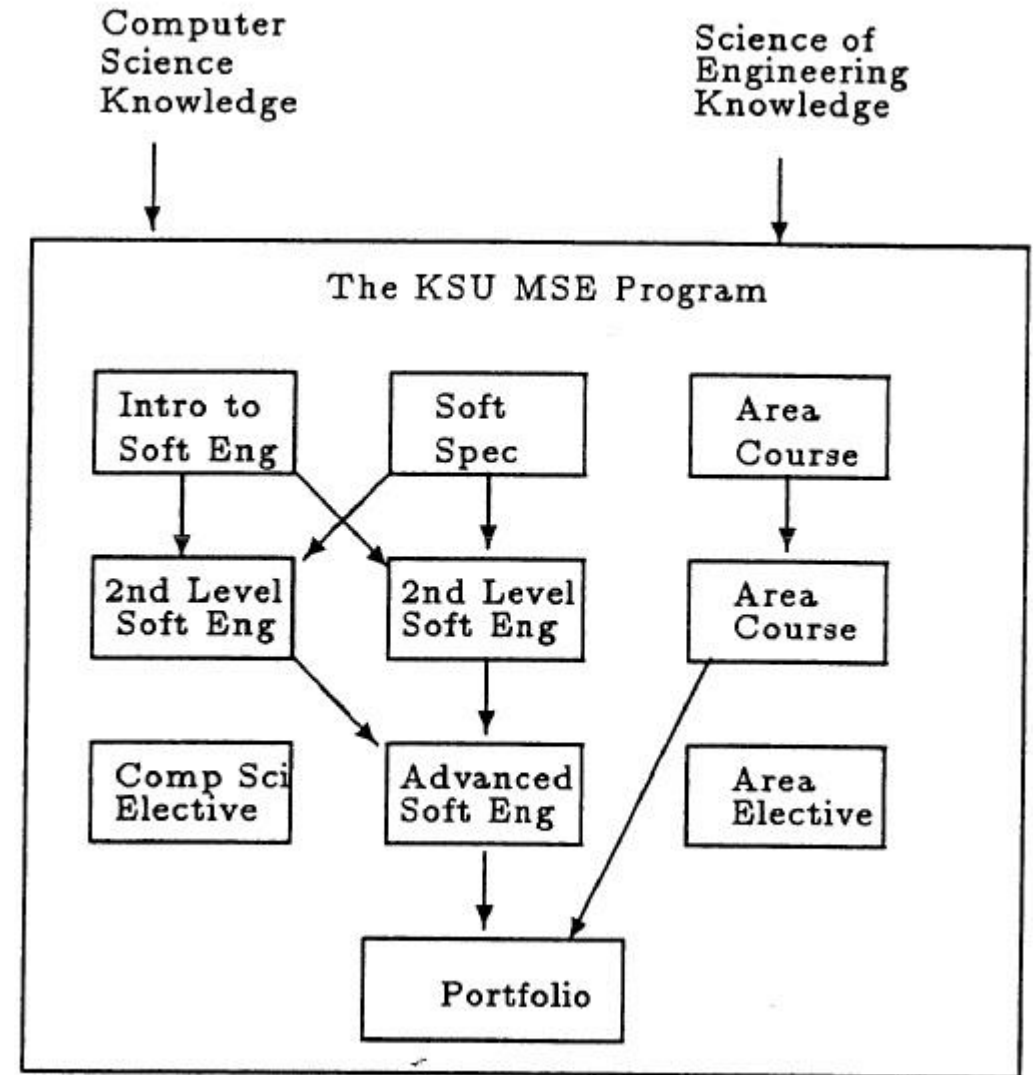 Computer
Science
Knowledge
Science of
Engineering
Knowledge
The KSU MSE Program
Intro to
Soft Eng
Soft
Spec
Area
Course
2nd Level
Soft Eng
2nd Level
Soft Eng
Area
Course
Comp Sci
Elective
Advanced
Soft Eng
Area
Elective
Portfolio